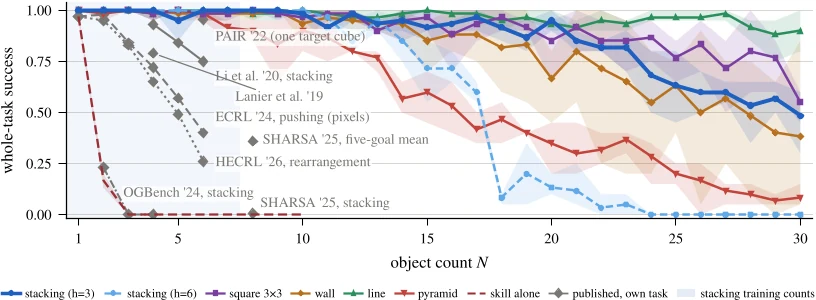 1.00
0.75
0.50
0.25
0.00
whole-task success
PAIR '22 (one target cube)
Li et al. '20, stacking
Lanier et al. '19
ECRL '24, pushing (pixels)
SHARSA '25, five-goal mean
HECRL '26, rearrangement
OGBench '24, stacking
SHARSA '25, stacking
1 5 10 15 20 25 30
object count N
stacking (h=3) stacking (h=6) square 3×3 wall line pyramid skill alone published, own task stacking training counts